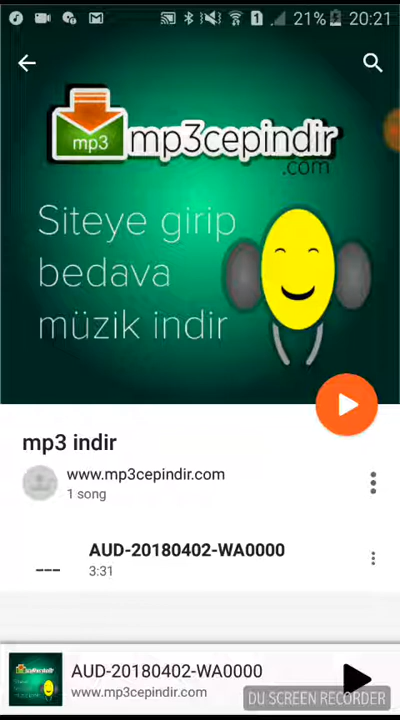 1 21% 20:21
mp3
mp3cepindir
.com
Siteye girip
bedava
müzik indir
mp3 indir
www.mp3cepindir.com
1 song
AUD-20180402-WA0000
---
3:31
AUD-20180402-WA0000
www.mp3cepindir.com
DU SCREEN RECORDER